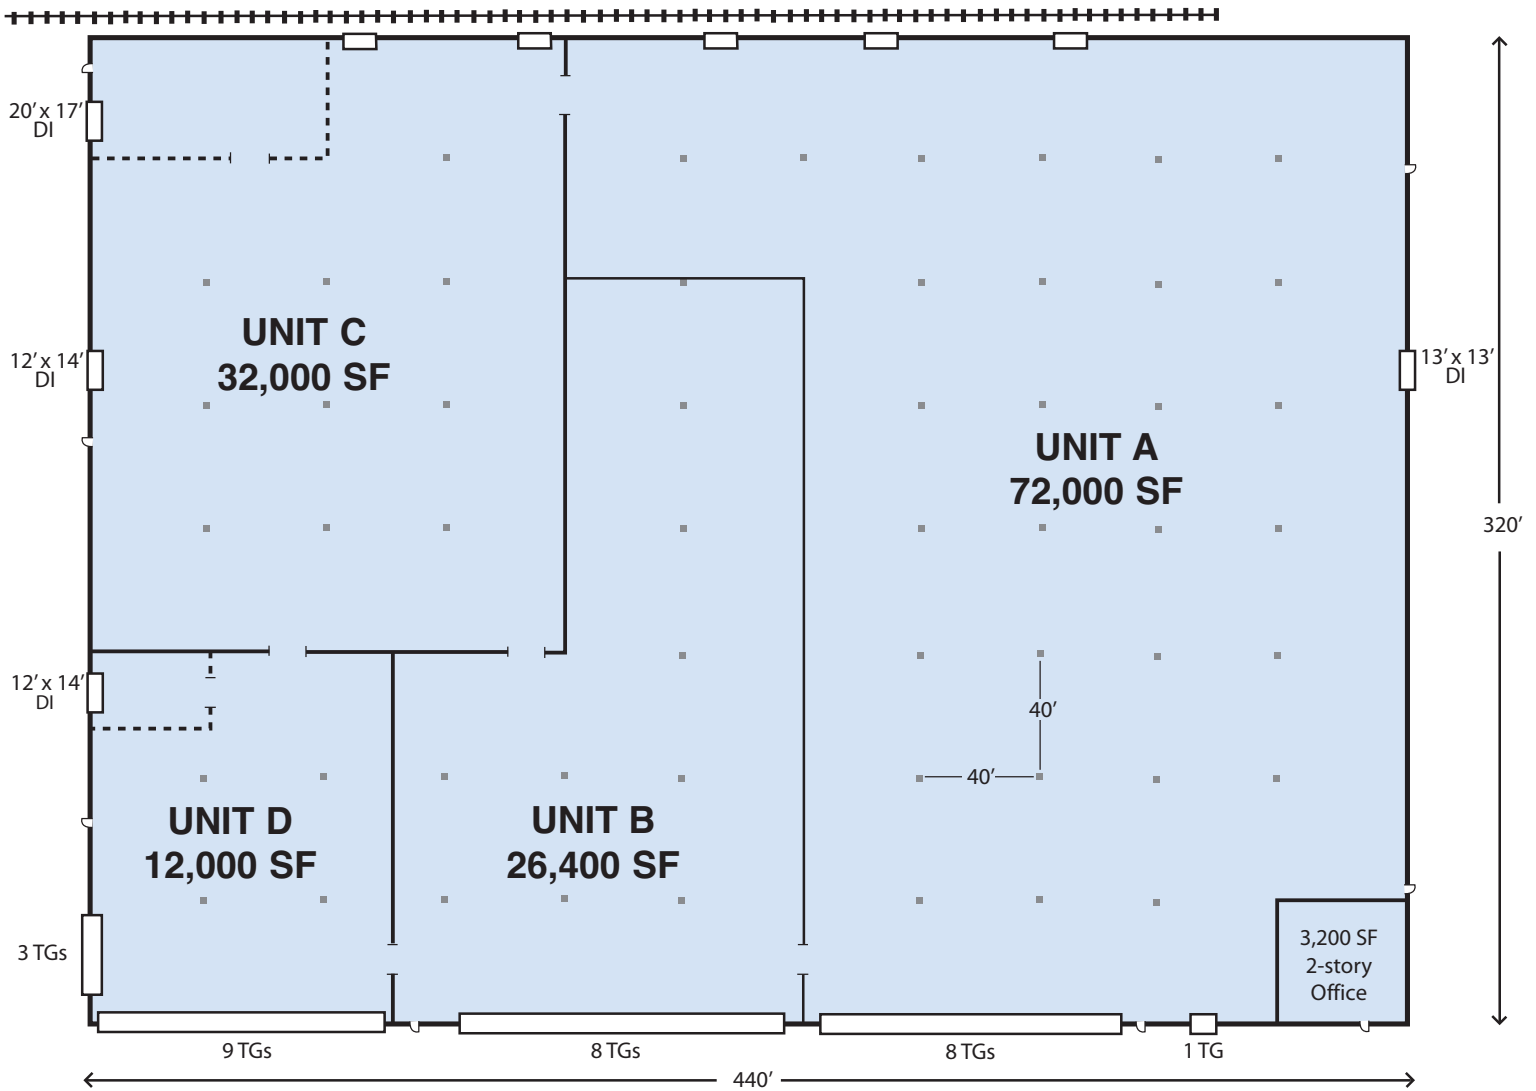 20′ x 17′
DI
UNIT C
32,000 SF
12′ x 14′
DI
13′ x 13′
DI
UNIT A
72,000 SF
320′
12′ x 14′
DI
40′
40′
UNIT D
12,000 SF
UNIT B
26,400 SF
3 TGs
3,200 SF
2-story
Office
9 TGs
8 TGs
8 TGs
1 TG
440′